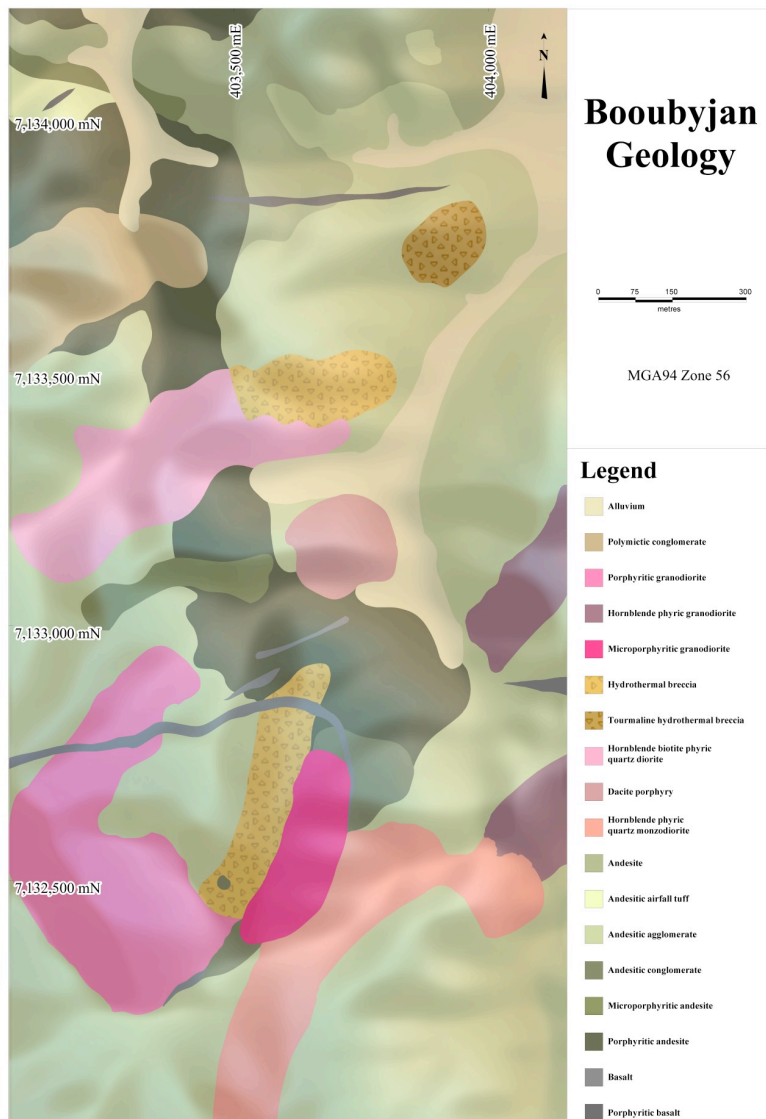 403,500 mE
404,000 mE
N
7,134,000 mN
7,133,500 mN
7,133,000 mN
7,132,500 mN
Booubyjan
Geology
0 75 150 300
metres
MGA94 Zone 56
Legend
Alluvium
Polymictic conglomerate
Porphyritic granodiorite
Hornblende phyric granodiorite
Microporphyritic granodiorite
Hydrothermal breccia
Tourmaline hydrothermal breccia
Hornblende biotite phyric
quartz diorite
Dacite porphyry
Hornblende phyric
quartz monzodiorite
Andesite
Andesitic airfall tuff
Andesitic agglomerate
Andesitic conglomerate
Microporphyritic andesite
Porphyritic andesite
Basalt
Porphyritic basalt